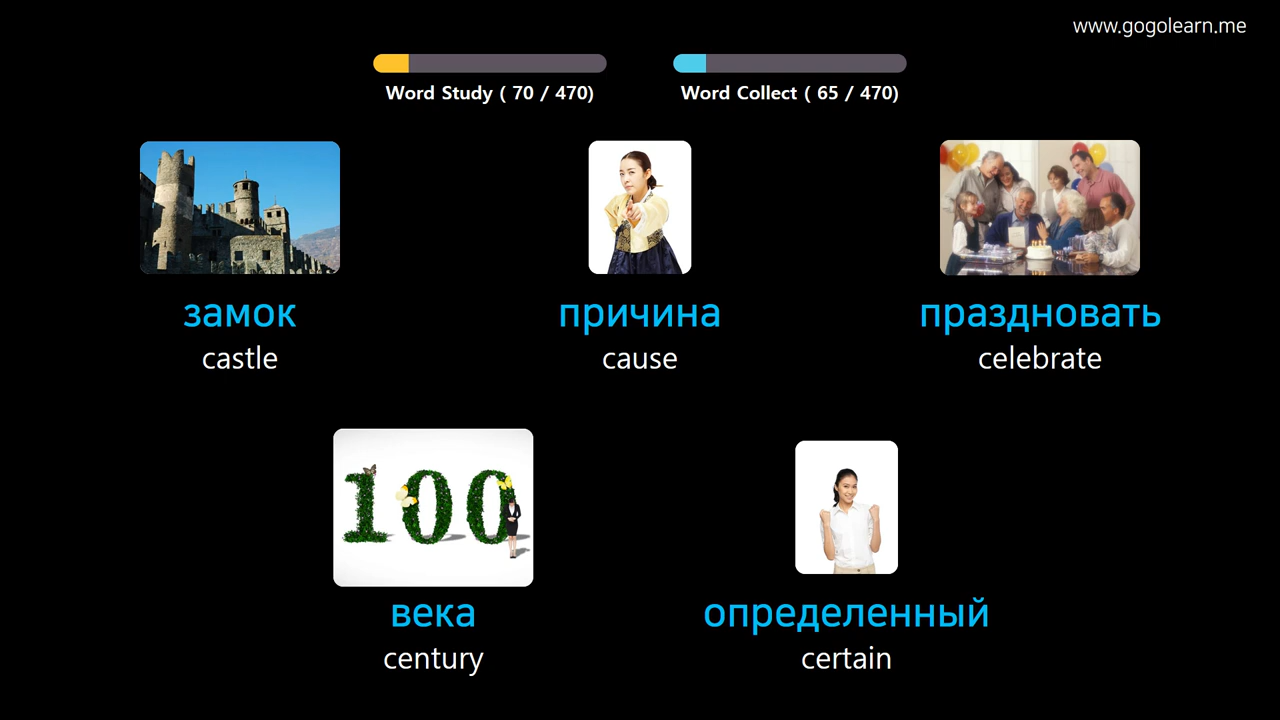 www.gogolearn.me
Word Study ( 70 / 470)
Word Collect ( 65 / 470)
замок
castle
причина
cause
праздновать
celebrate
100
века
century
определенный
certain